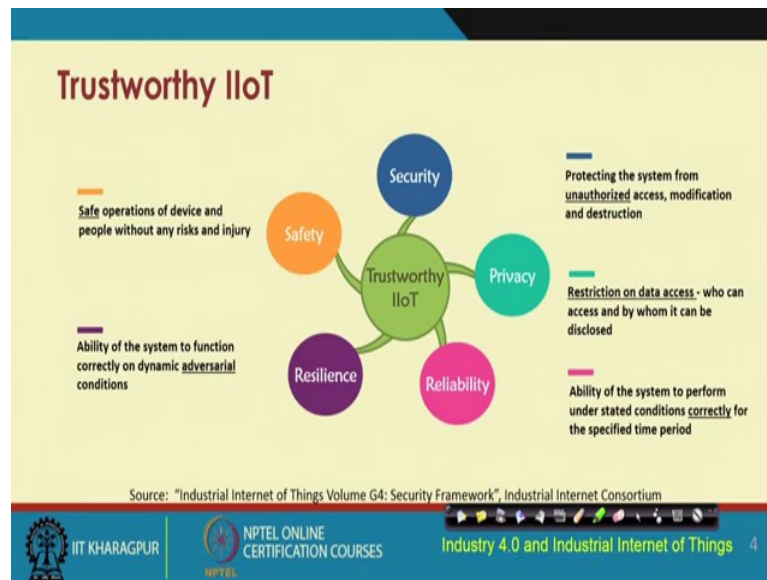 Trustworthy IIoT
Safe operations of device and
people without any risks and injury
Ability of the system to function
correctly on dynamic adversarial
conditions
Security
Safety
Trustworthy
IIoT
Privacy
Resilience
Reliability
Protecting the system from
unauthorized access, modification
and destruction
Restriction on data access - who can
access and by whom it can be
disclosed
Ability of the system to perform
under stated conditions correctly for
the specified time period
Source: "Industrial Internet of Things Volume G4: Security Framework", Industrial Internet Consortium
IIT KHARAGPUR
NPTEL
NPTEL ONLINE
CERTIFICATION COURSES
Industry 4.0 and Industrial Internet of Things 4